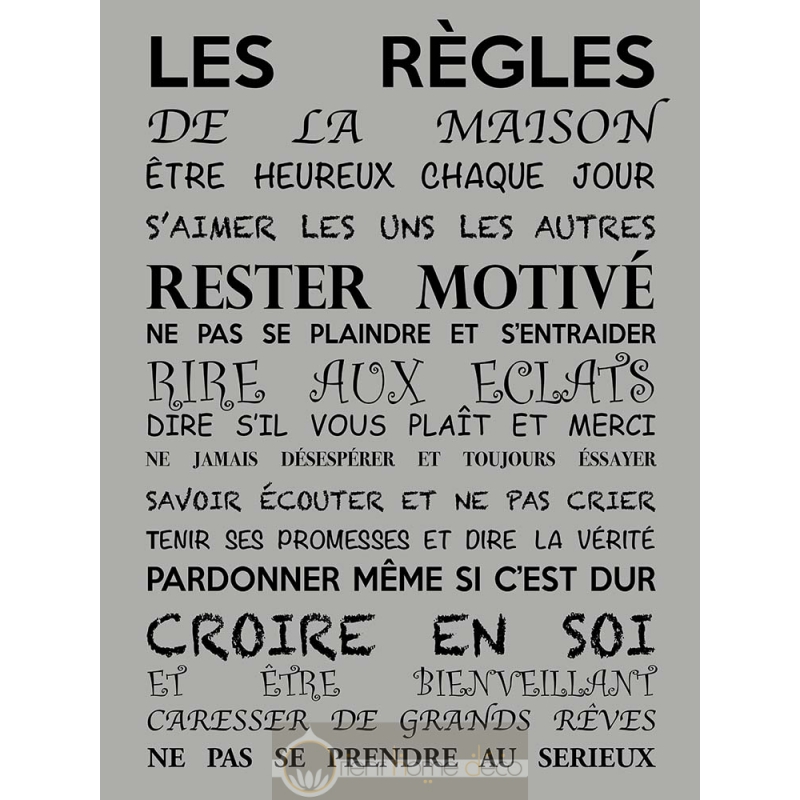 LES RÈGLES
DE LA MAISON
ÊTRE HEUREUX CHAQUE JOUR
S'AIMER LES UNS LES AUTRES
RESTER MOTIVÉ
NE PAS SE PLAINDRE ET S'ENTRAIDER
RIRE AUX ECLATS
DIRE S'IL VOUS PLAÎT ET MERCI
NE JAMAIS DÉSESPÉRER ET TOUJOURS ÉSSAYER
SAVOIR ÉCOUTER ET NE PAS CRIER
TENIR SES PROMESSES ET DIRE LA VÉRITÉ
PARDONNER MÊME SI C'EST DUR
CROIRE EN SOI
ET ÊTRE BIENVEILLANT
CARESSER DE GRANDS RÊVES
NE PAS SE PRENDRE AU SERIEUX